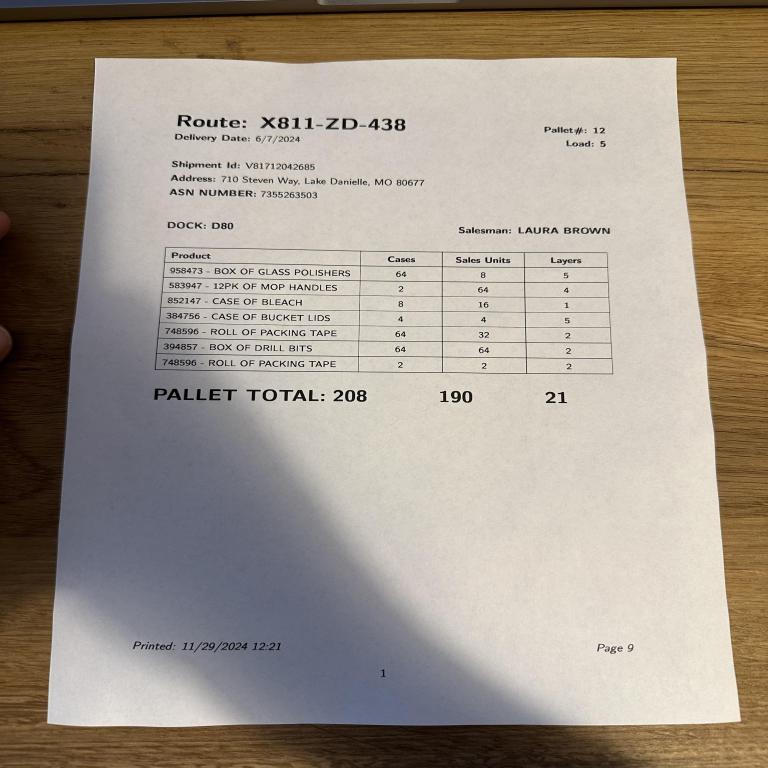 Route: X811-ZD-438
Delivery Date: 6/7/2024
Pallet#: 12
Load: 5
Shipment Id: V81712042685
Address: 710 Steven Way, Lake Danielle, MO 80677
ASN NUMBER: 7355263503
DOCK: D80
Salesman: LAURA BROWN
Product Cases Sales Units Layers
958473 - BOX OF GLASS POLISHERS 64 8 5
583947 - 12PK OF MOP HANDLES 2 64 4
852147 - CASE OF BLEACH 8 16 1
384756 - CASE OF BUCKET LIDS 4 4 5
748596 - ROLL OF PACKING TAPE 64 32 2
394857 - BOX OF DRILL BITS 64 64 2
748596 - ROLL OF PACKING TAPE 2 2 2
PALLET TOTAL: 208 190 21
Printed: 11/29/2024 12:21
Page 9
1